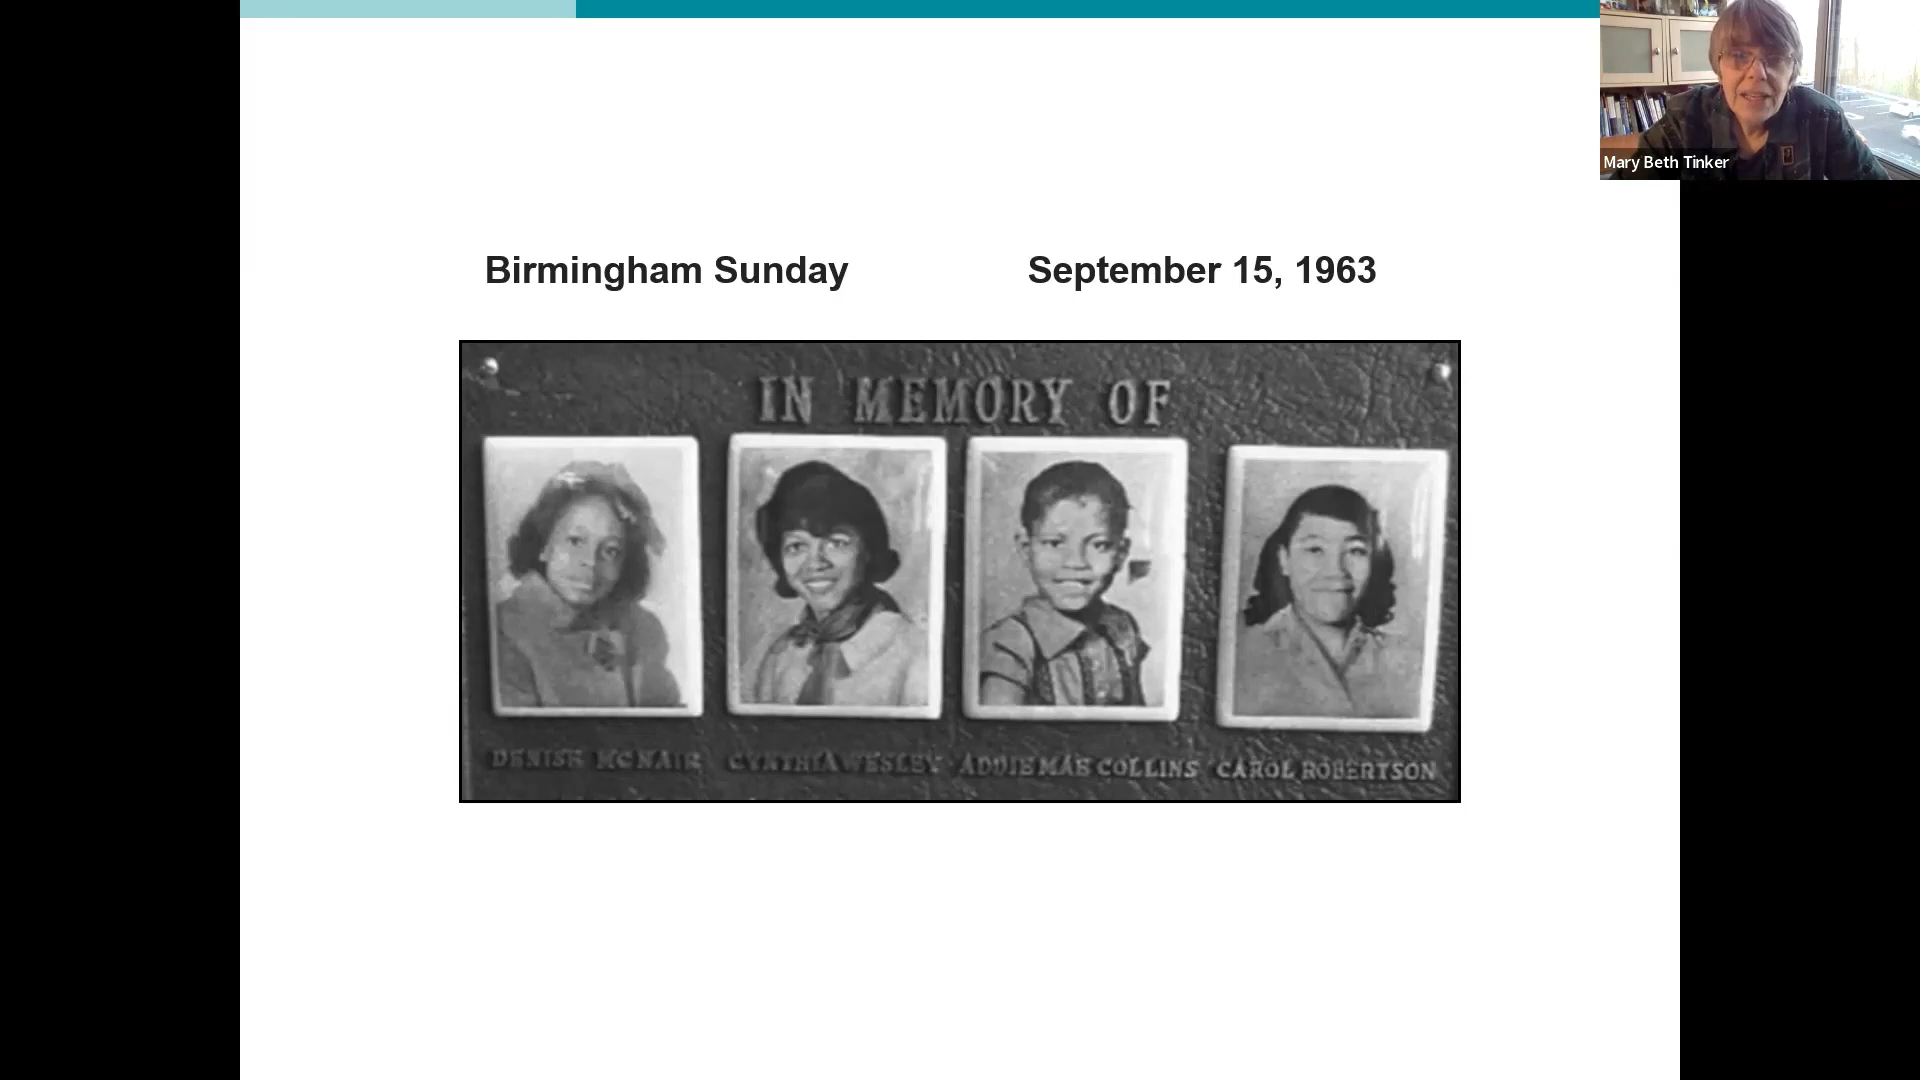 Mary Beth Tinker
Birmingham Sunday September 15, 1963
IN MEMORY OF
DENISE MCNAIR CYNTHIA WESLEY ADDIE MAE COLLINS CAROL ROBERTSON